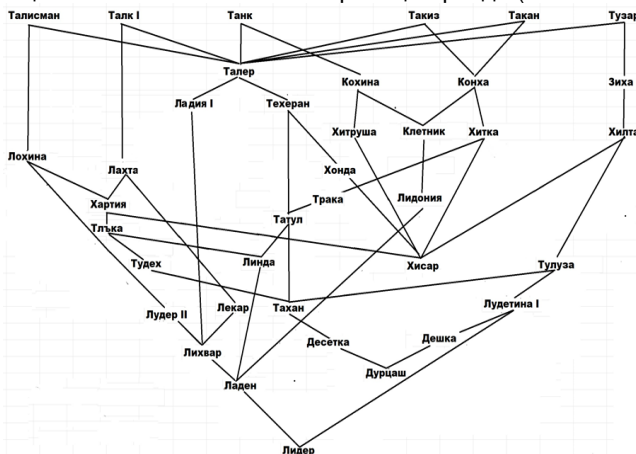 Талисман
Талк I
Танк
Такиз
Такан
Тузар
Талер
Кохина
Конха
Зиха
Ладия I
Техеран
Хитруша
Клетник
Хитка
Хилта
Лохина
Лахта
Хонда
Трака
Лидония
Хартия
Татул
Тлъка
Тудех
Линда
Хисар
Тулуза
Лудер II
Лекар
Тахан
Лудетина I
Десетка
Дешка
Лихвар
Дурцаш
Ладен
Лидер